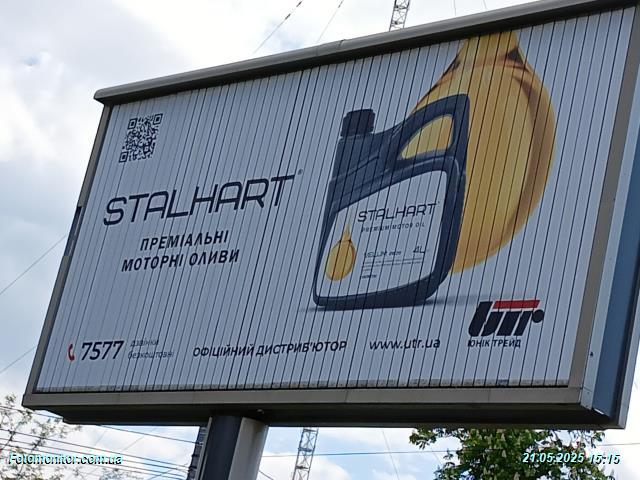 STALHART®
ПРЕМІАЛЬНІ
МОТОРНІ ОЛИВИ
STALHART
PREMIUM MOTOR OIL
4L
7577
дзвінки
безкоштовні
ОФІЦІЙНИЙ ДИСТРИБ'ЮТОР
www.utr.ua
utr
ЮНІК ТРЕЙД
Fotomonitor.com.ua
21.05.2025 15:15